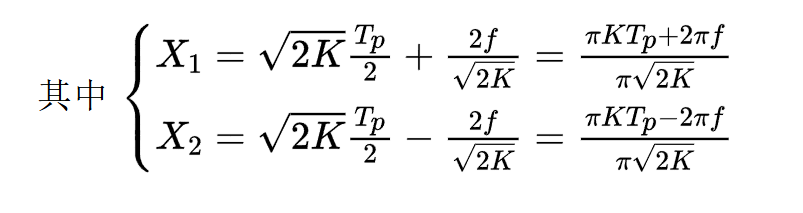 其中 { X₁ = √(2K) Tₚ/2 + 2f/√(2K) = (πKTₚ+2πf)/(π√(2K))
X₂ = √(2K) Tₚ/2 − 2f/√(2K) = (πKTₚ−2πf)/(π√(2K))